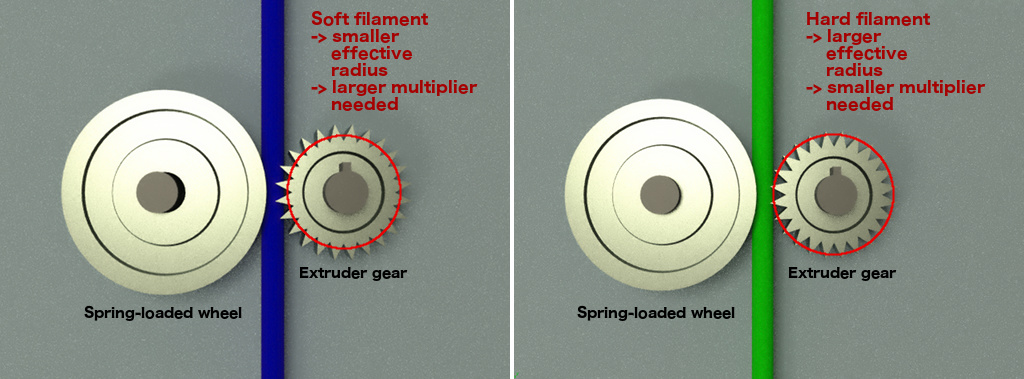 Soft filament
-> smaller
effective
radius
-> larger multiplier
needed
Extruder gear
Spring-loaded wheel
Hard filament
-> larger
effective
radius
-> smaller multiplier
needed
Extruder gear
Spring-loaded wheel